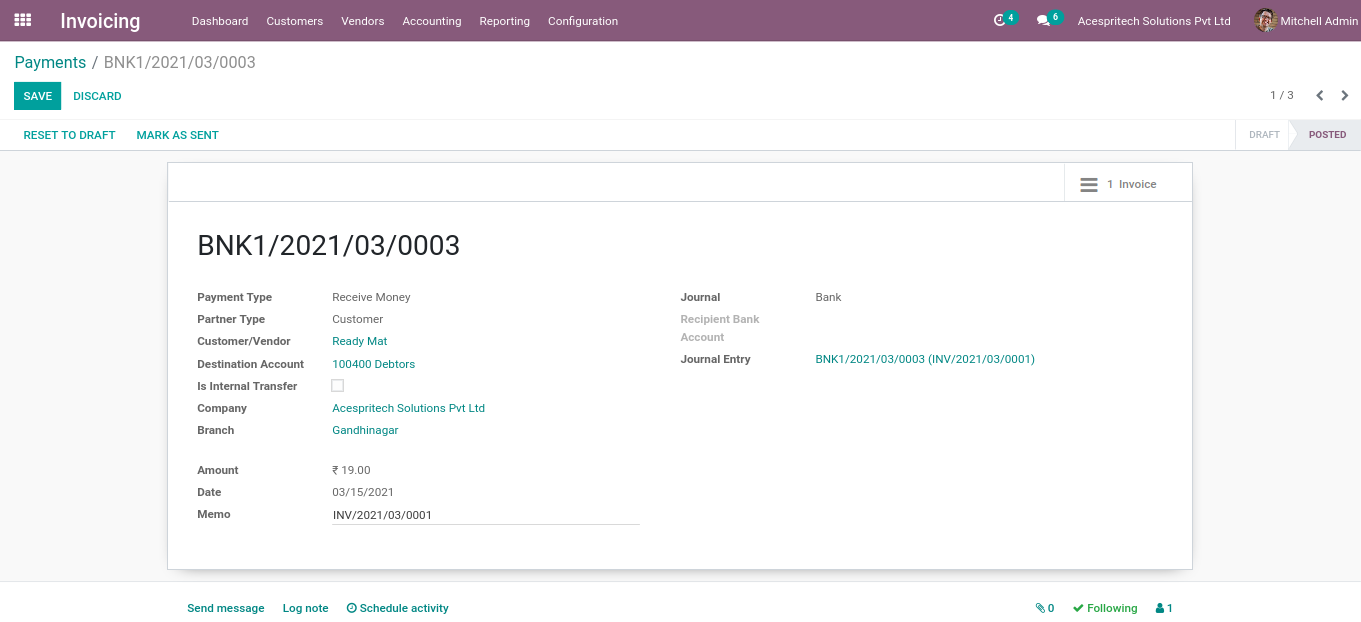 Invoicing Dashboard Customers Vendors Accounting Reporting Configuration 4 6 Acespritech Solutions Pvt Ltd Mitchell Admin
Payments / BNK1/2021/03/0003
SAVE DISCARD 1 / 3
RESET TO DRAFT MARK AS SENT DRAFT POSTED
1 Invoice
BNK1/2021/03/0003
Payment Type Receive Money
Partner Type Customer
Customer/Vendor Ready Mat
Destination Account 100400 Debtors
Is Internal Transfer
Company Acespritech Solutions Pvt Ltd
Branch Gandhinagar
Amount ₹ 19.00
Date 03/15/2021
Memo INV/2021/03/0001
Journal Bank
Recipient Bank
Account
Journal Entry BNK1/2021/03/0003 (INV/2021/03/0001)
Send message Log note Schedule activity 0 Following 1